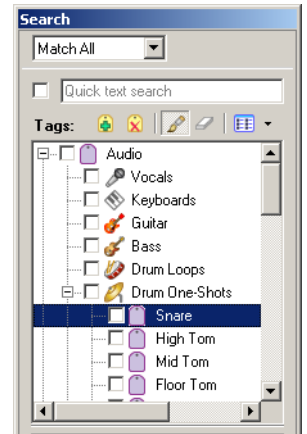 Search
Match All
Quick text search
Tags:
Audio
Vocals
Keyboards
Guitar
Bass
Drum Loops
Drum One-Shots
Snare
High Tom
Mid Tom
Floor Tom